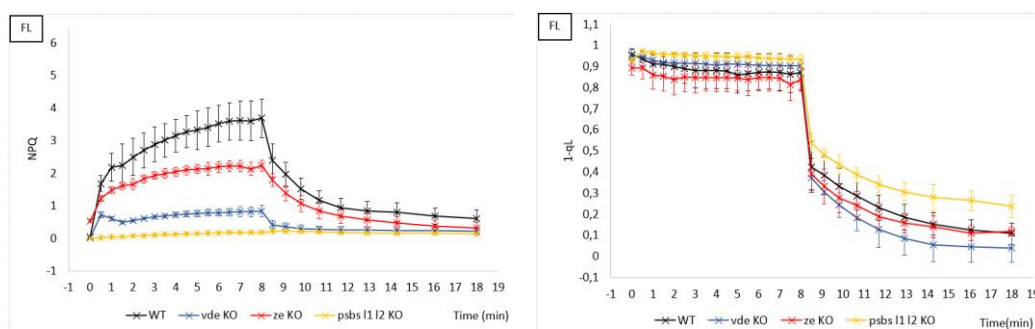 FL
NPQ
6
5
4
3
2
1
0
-1
-1 0 1 2 3 4 5 6 7 8 9 10 11 12 13 14 15 16 17 18 19
WT vde KO ze KO psbs l1 l2 KO Time (min)
FL
1-qL
1,1
1
0,9
0,8
0,7
0,6
0,5
0,4
0,3
0,2
0,1
0
-0,1
-1 0 1 2 3 4 5 6 7 8 9 10 11 12 13 14 15 16 17 18 19
WT vde KO ze KO psbs l1 l2 KO Time(min)